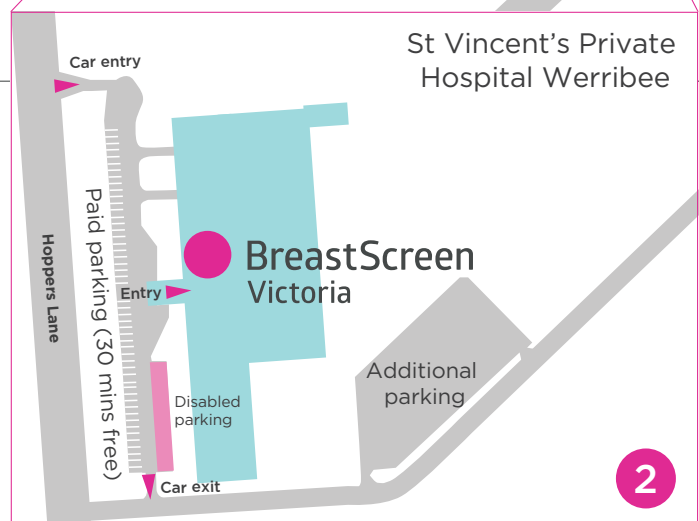 St Vincent's Private
Hospital Werribee
Car entry
Paid parking (30 mins free)
Hoppers Lane
BreastScreen
Victoria
Entry
Additional
parking
Disabled
parking
Car exit
2